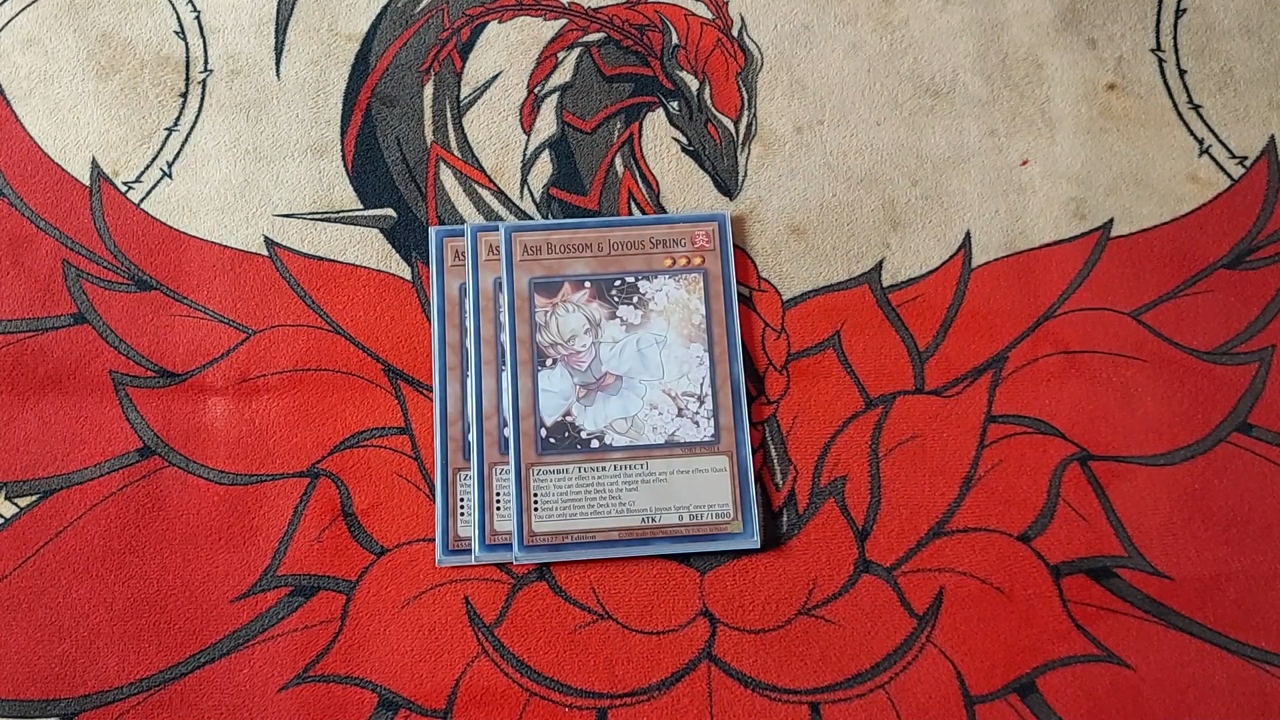 As
As
ASH BLOSSOM & JOYOUS SPRING
炎
[ZOMBIE/TUNER/EFFECT]
When a card or effect is activated that includes any of these effects (Quick
Effect): You can discard this card; negate that effect.
● Add a card from the Deck to the hand.
● Special Summon from the Deck.
● Send a card from the Deck to the GY.
You can only use this effect of "Ash Blossom & Joyous Spring" once per turn.
ATK/ 0 DEF/1800
14558127 1st Edition